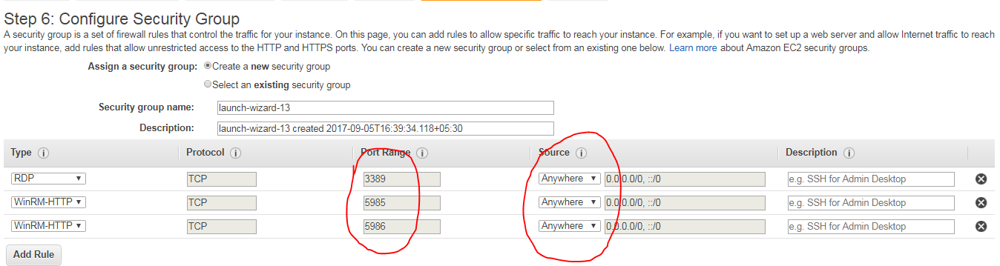 Step 6: Configure Security Group
A security group is a set of firewall rules that control the traffic for your instance. On this page, you can add rules to allow specific traffic to reach your instance. For example, if you want to set up a web server and allow Internet traffic to reach
your instance, add rules that allow unrestricted access to the HTTP and HTTPS ports. You can create a new security group or select from an existing one below. Learn more about Amazon EC2 security groups.
Assign a security group: Create a new security group
Select an existing security group
Security group name: launch-wizard-13
Description: launch-wizard-13 created 2017-09-05T16:39:34.118+05:30
Type Protocol Port Range Source Description
RDP TCP 3389 Anywhere 0.0.0.0/0, ::/0 e.g. SSH for Admin Desktop
WinRM-HTTP TCP 5985 Anywhere 0.0.0.0/0, ::/0 e.g. SSH for Admin Desktop
WinRM-HTTP TCP 5986 Anywhere 0.0.0.0/0, ::/0 e.g. SSH for Admin Desktop
Add Rule